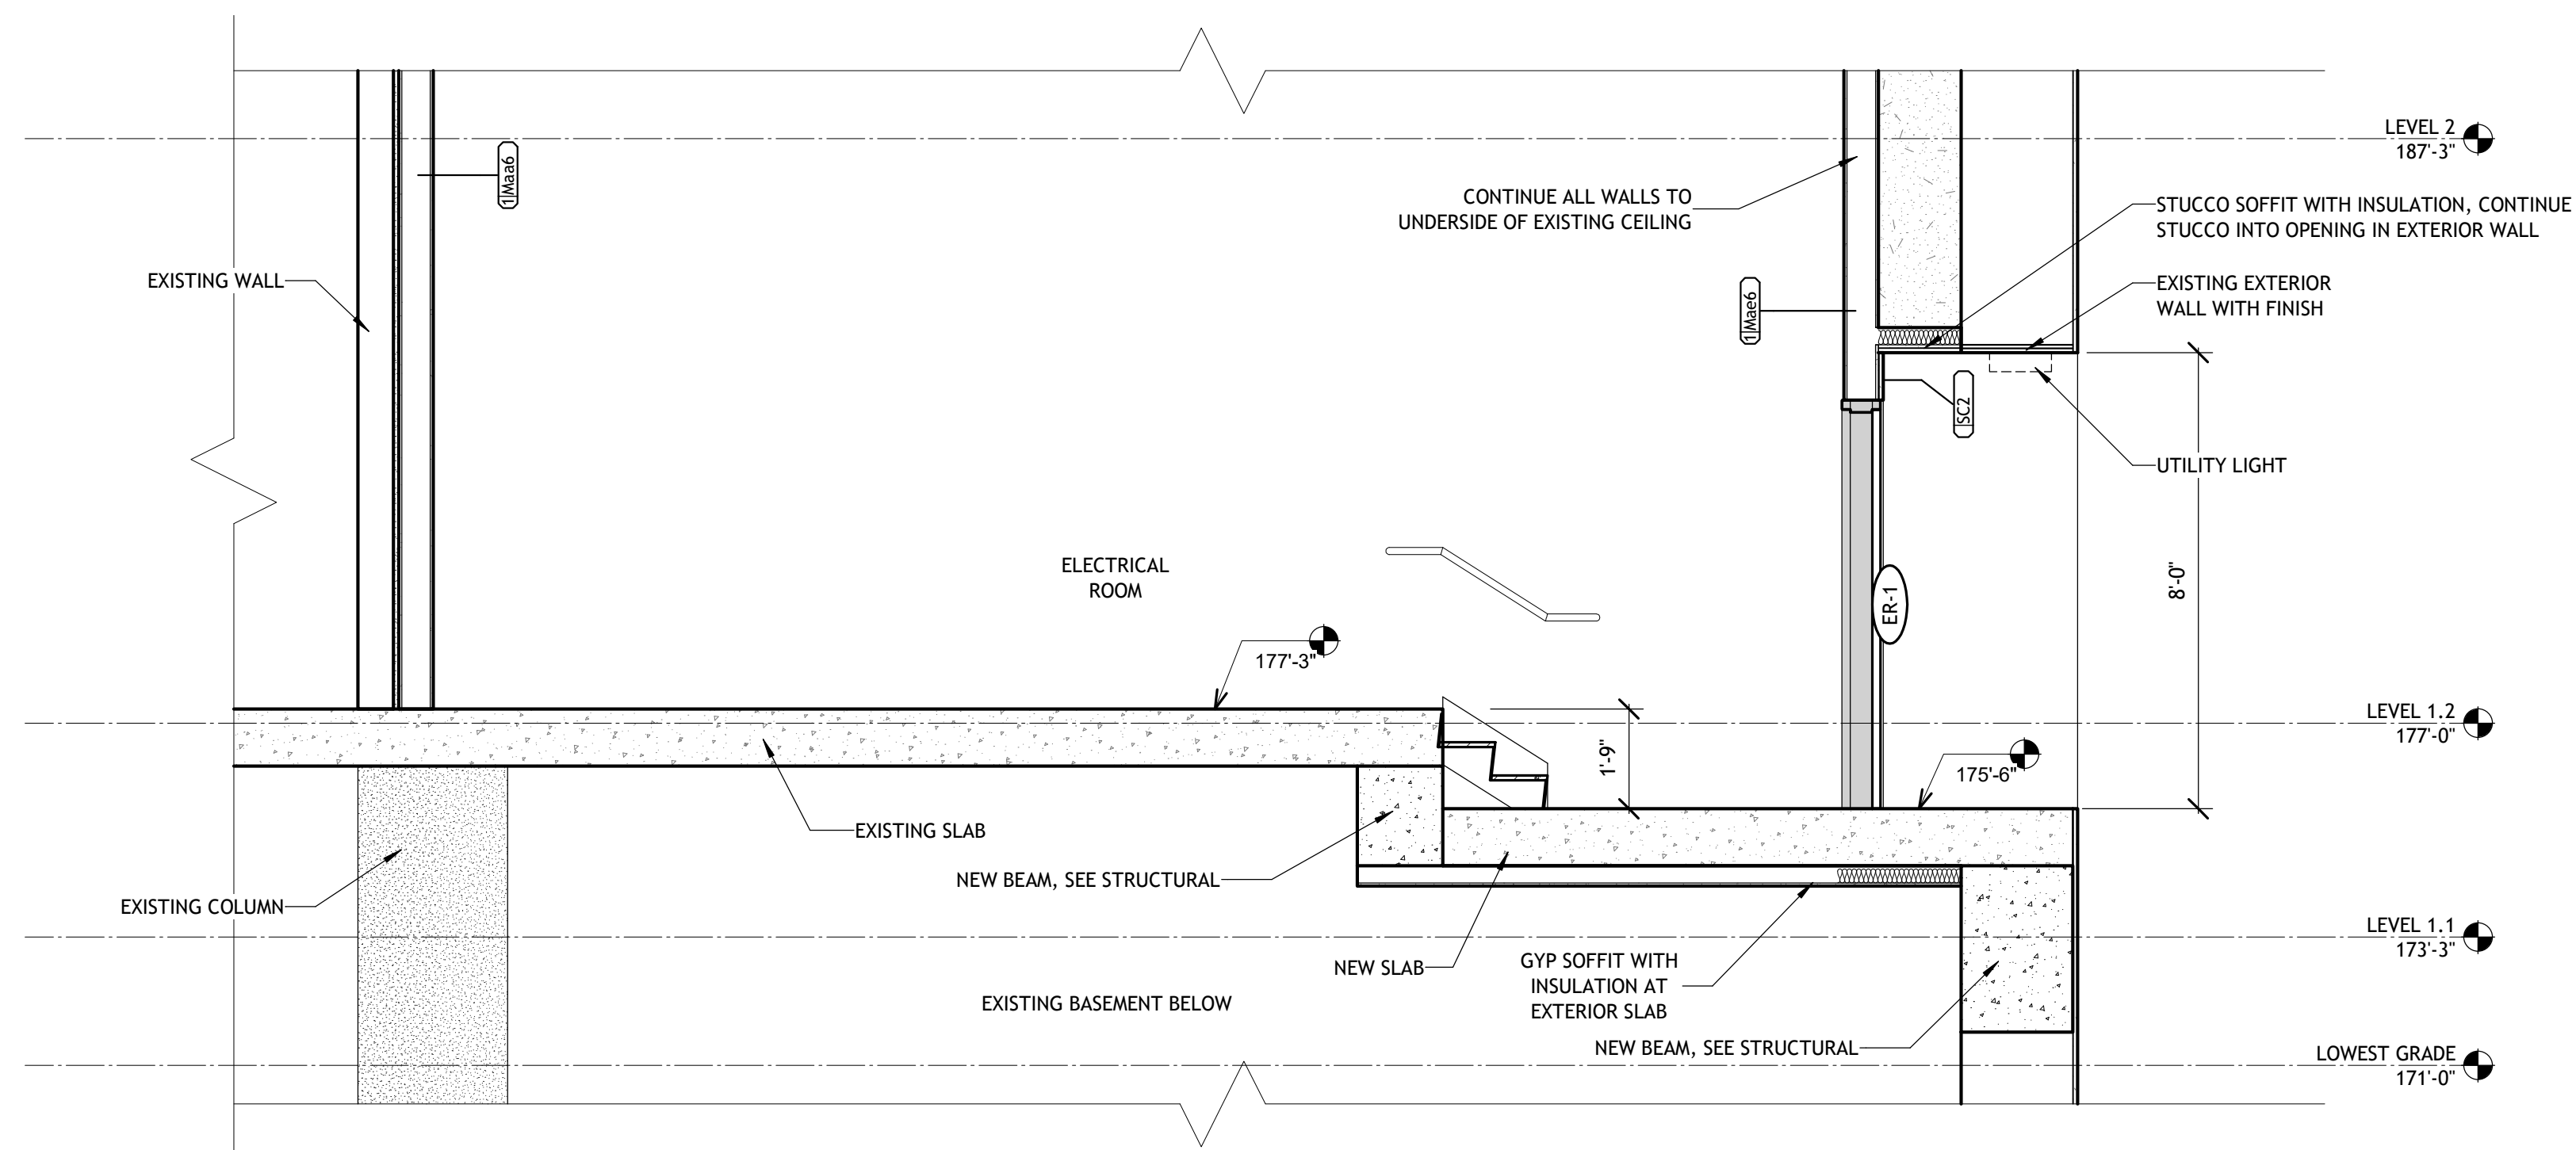 LEVEL 2
187'-3"
1|Maa6
CONTINUE ALL WALLS TO
UNDERSIDE OF EXISTING CEILING
STUCCO SOFFIT WITH INSULATION, CONTINUE
STUCCO INTO OPENING IN EXTERIOR WALL
EXISTING WALL
1|Mae6
EXISTING EXTERIOR
WALL WITH FINISH
SC2
UTILITY LIGHT
ELECTRICAL
ROOM
ER-1
8'-0"
177'-3"
LEVEL 1.2
177'-0"
1'-9"
175'-6"
EXISTING SLAB
NEW BEAM, SEE STRUCTURAL
EXISTING COLUMN
LEVEL 1.1
173'-3"
NEW SLAB
GYP SOFFIT WITH
INSULATION AT
EXTERIOR SLAB
EXISTING BASEMENT BELOW
NEW BEAM, SEE STRUCTURAL
LOWEST GRADE
171'-0"